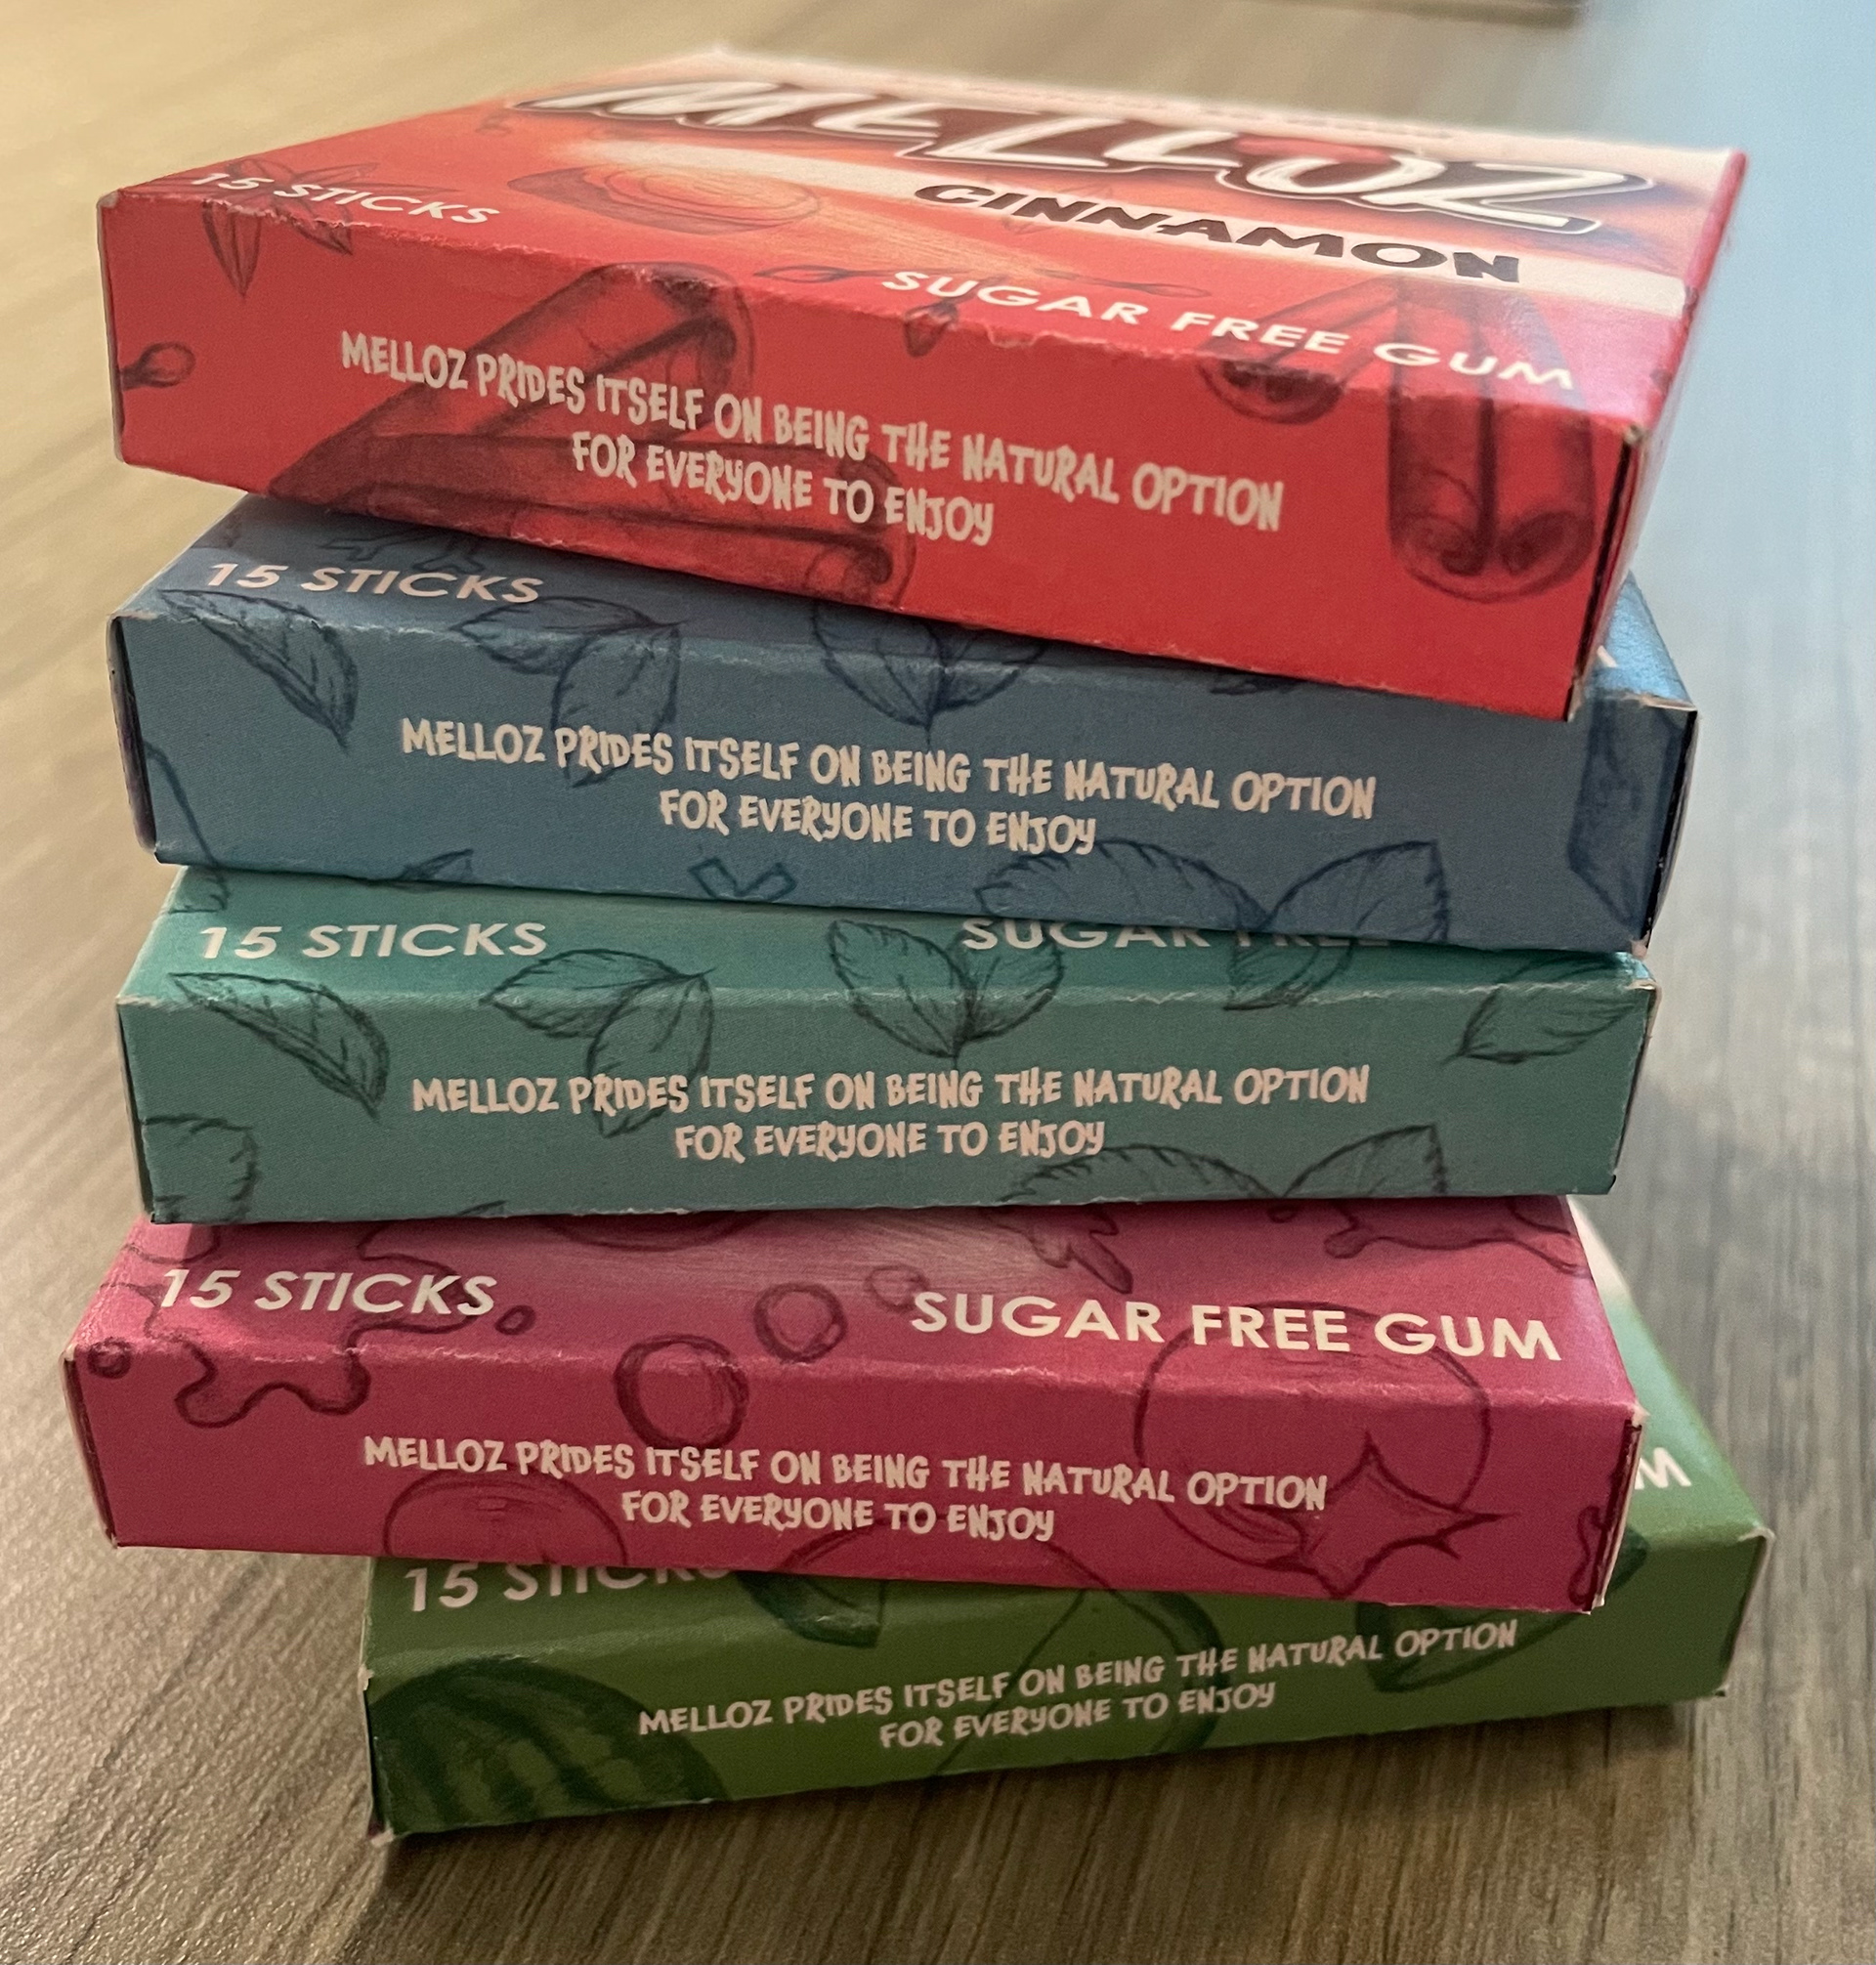 MELLOZ
CINNAMON
15 STICKS
SUGAR FREE GUM
MELLOZ PRIDES ITSELF ON BEING THE NATURAL OPTION
FOR EVERYONE TO ENJOY
15 STICKS
MELLOZ PRIDES ITSELF ON BEING THE NATURAL OPTION
FOR EVERYONE TO ENJOY
15 STICKS
SUGAR FREE
MELLOZ PRIDES ITSELF ON BEING THE NATURAL OPTION
FOR EVERYONE TO ENJOY
15 STICKS
SUGAR FREE GUM
MELLOZ PRIDES ITSELF ON BEING THE NATURAL OPTION
FOR EVERYONE TO ENJOY
M
15 STICKS
MELLOZ PRIDES ITSELF ON BEING THE NATURAL OPTION
FOR EVERYONE TO ENJOY